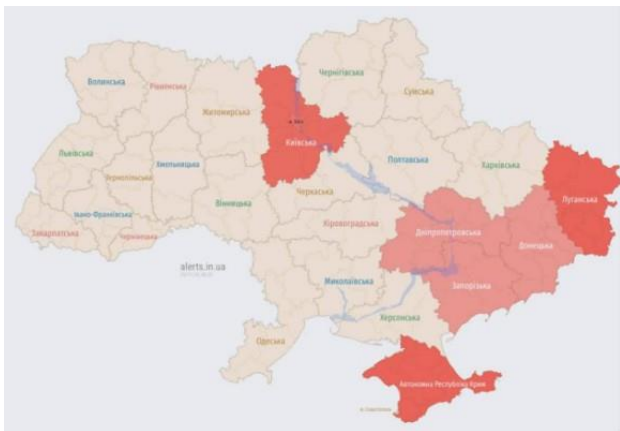 Чернігівська
Волинська
Рівненська
Сумська
Житомирська
Київська
Львівська
Хмельницька
Полтавська
Харківська
Тернопільська
Черкаська
Луганська
Вінницька
Івано-Франківська
Кіровоградська
Дніпропетровська
Закарпатська
Чернівецька
Донецька
alerts.in.ua
Миколаївська
Запорізька
Херсонська
Одеська
Автономна Республіка Крим